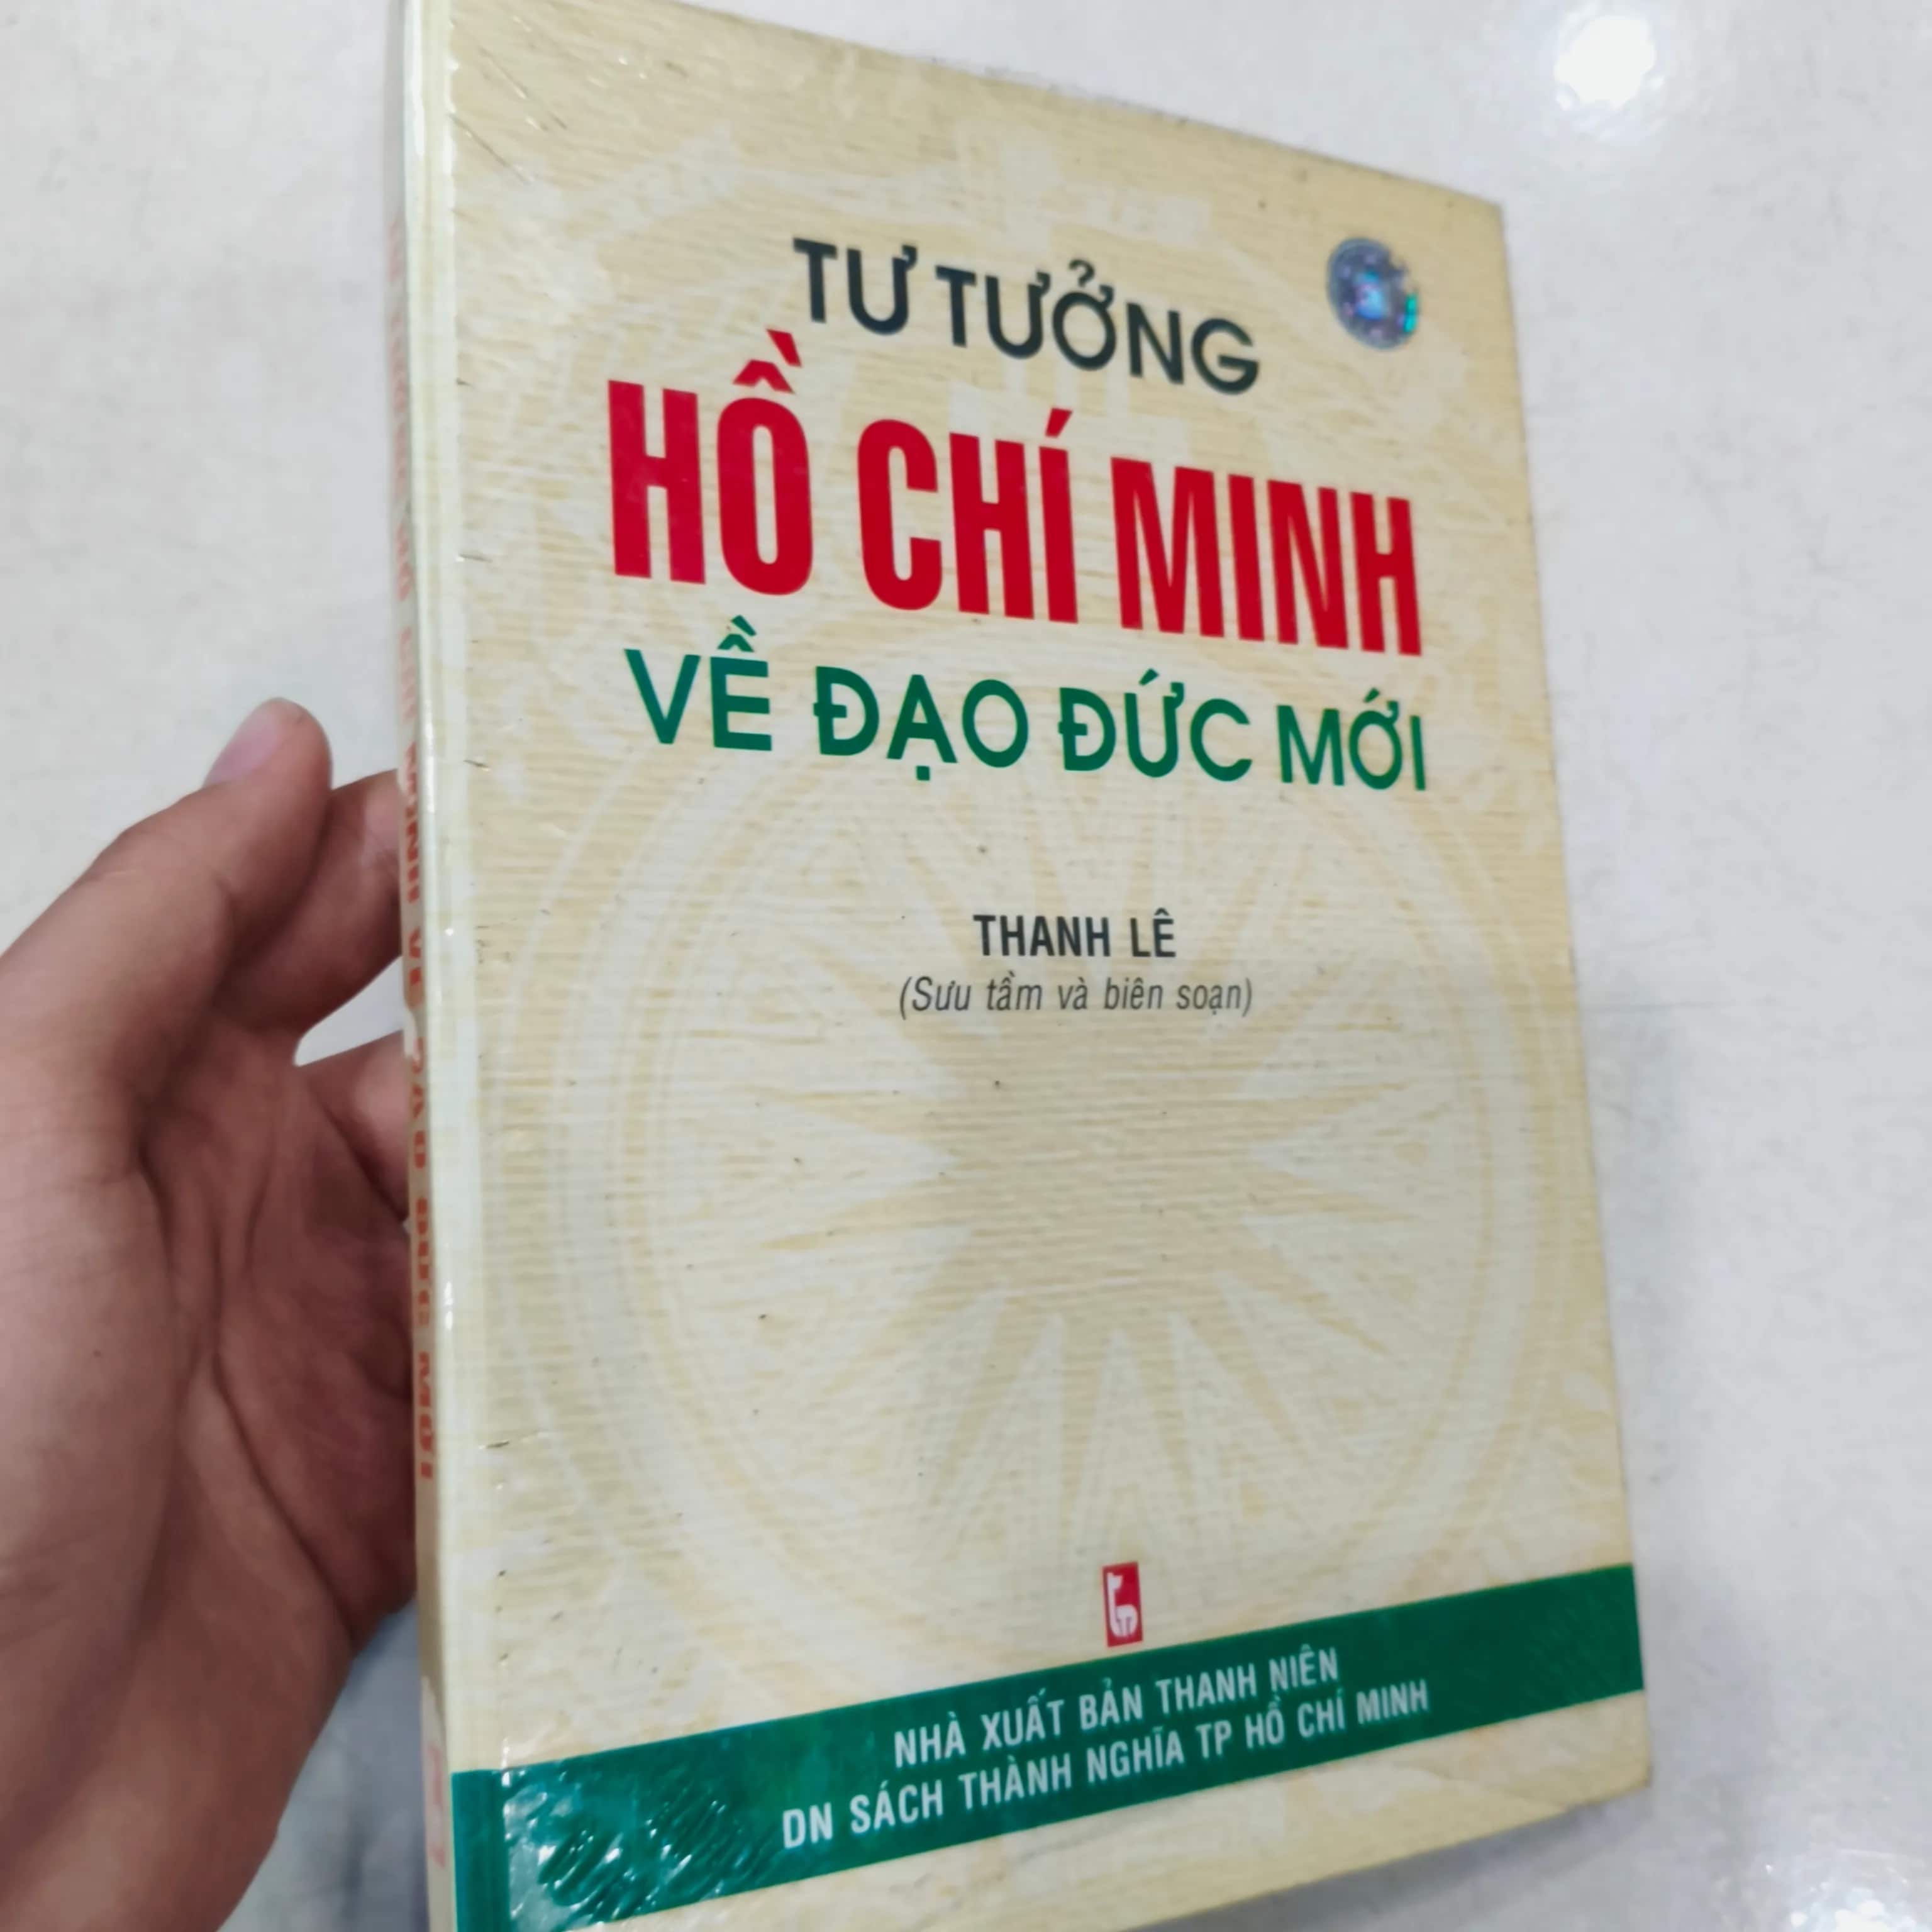 TƯ TƯỞNG
HỒ CHÍ MINH
VỀ ĐẠO ĐỨC MỚI
THANH LÊ
(Sưu tầm và biên soạn)
NHÀ XUẤT BẢN THANH NIÊN
DN SÁCH THÀNH NGHĨA TP HỒ CHÍ MINH